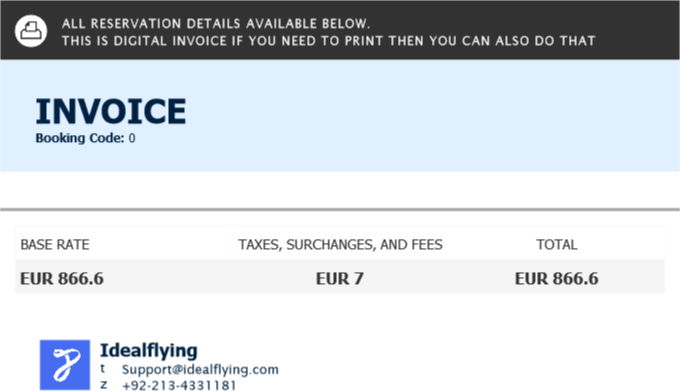 ALL RESERVATION DETAILS AVAILABLE BELOW.
THIS IS DIGITAL INVOICE IF YOU NEED TO PRINT THEN YOU CAN ALSO DO THAT
INVOICE
Booking Code: 0
BASE RATE TAXES, SURCHANGES, AND FEES TOTAL
EUR 866.6 EUR 7 EUR 866.6
Idealflying
t Support@idealflying.com
z +92-213-4331181